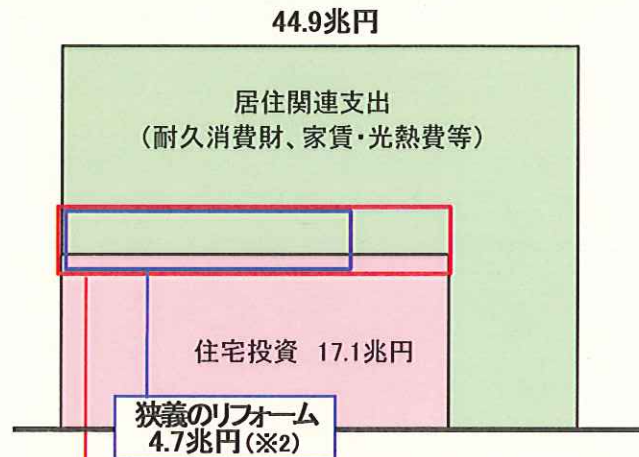 44.9兆円
居住関連支出
（耐久消費財、家賃・光熱費等）
住宅投資 17.1兆円
狭義のリフォーム
4.7兆円(※2)